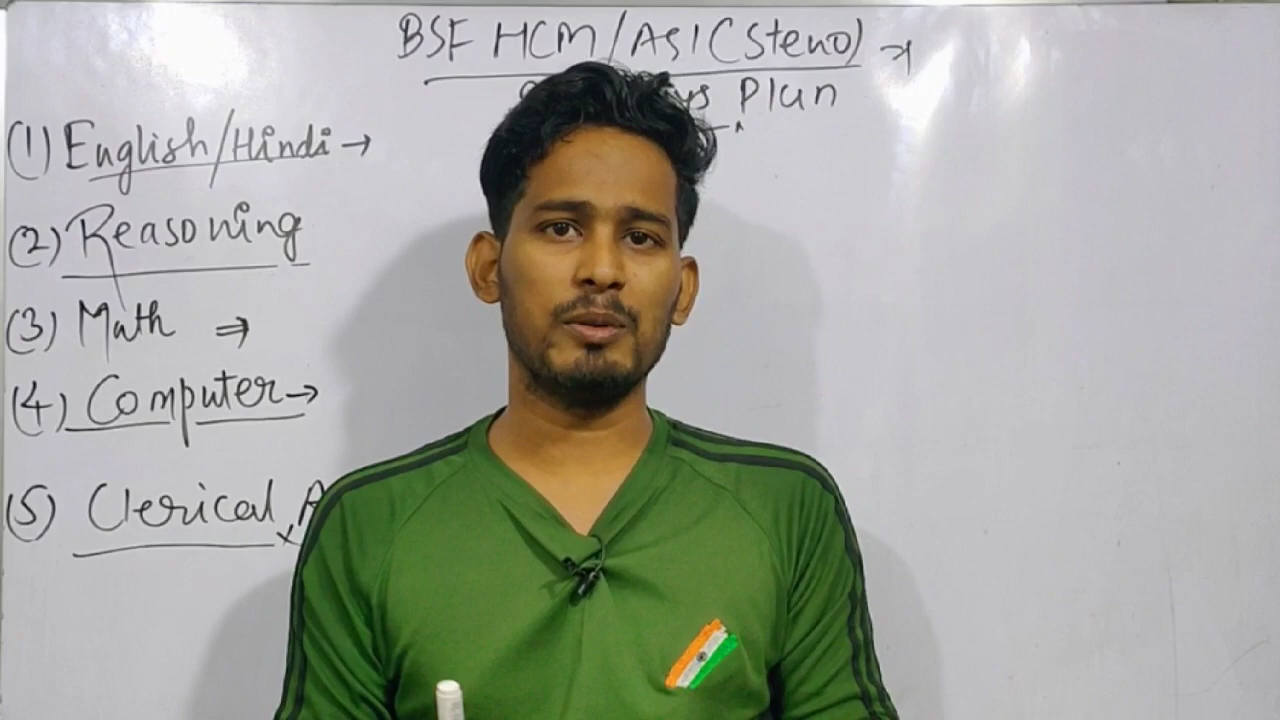 BSF HCM/ASI (Steno) →
Plan
(1) English/Hindi →
(2) Reasoning
(3) Math ⇒
(4) Computer →
(5) Clerical